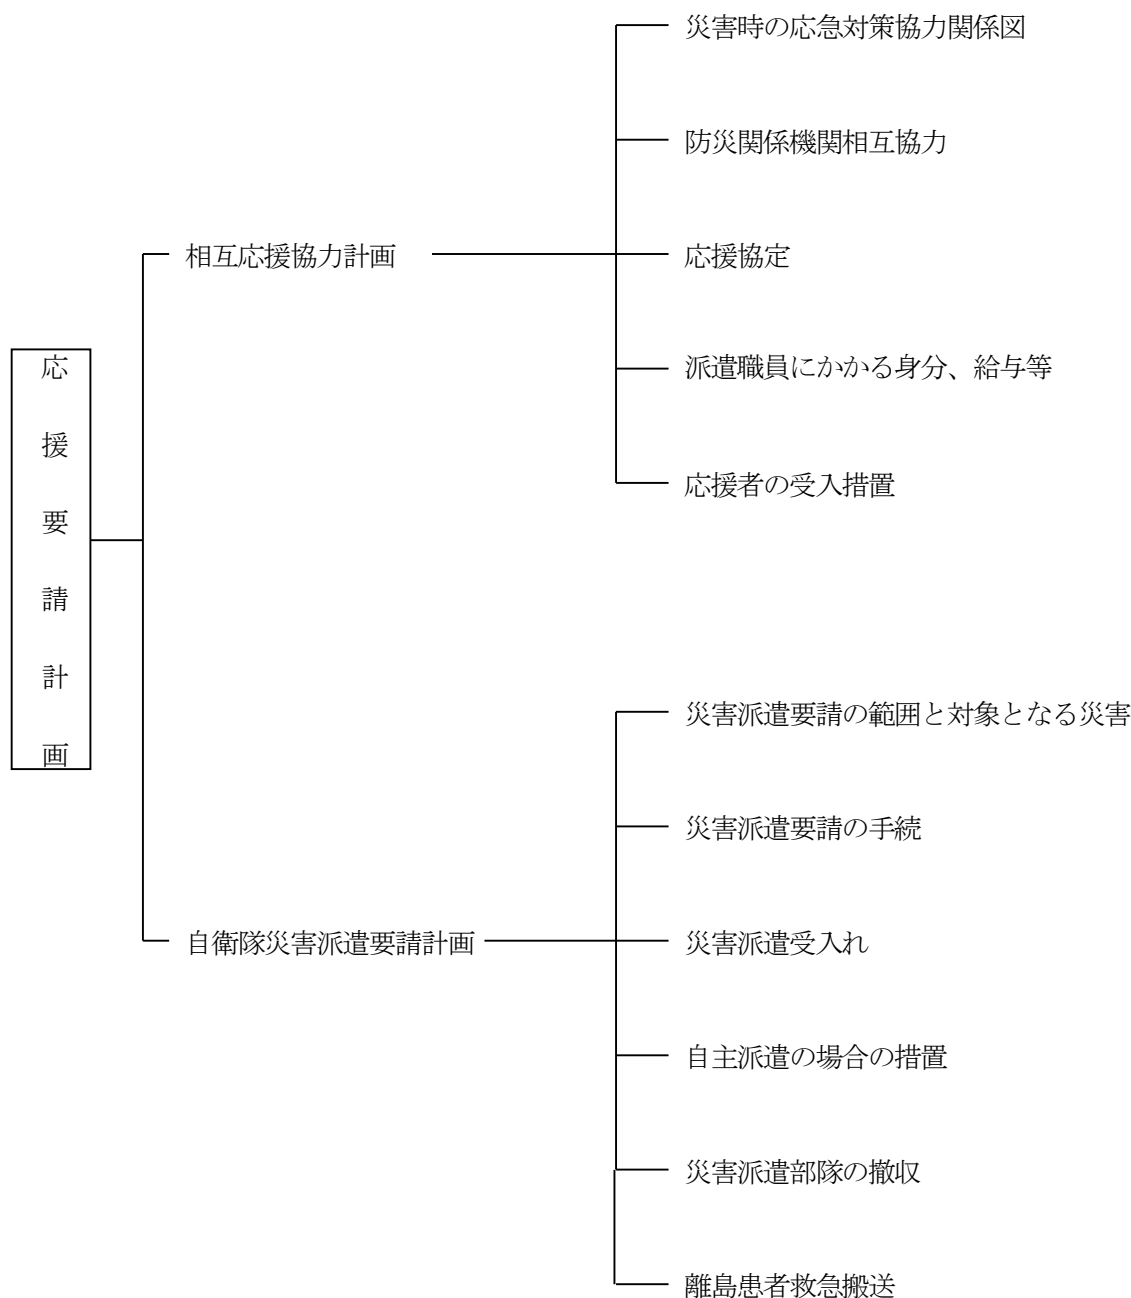 応援要請計画
相互応援協力計画
災害時の応急対策協力関係図
防災関係機関相互協力
応援協定
派遣職員にかかる身分、給与等
応援者の受入措置
自衛隊災害派遣要請計画
災害派遣要請の範囲と対象となる災害
災害派遣要請の手続
災害派遣受入れ
自主派遣の場合の措置
災害派遣部隊の撤収
離島患者救急搬送